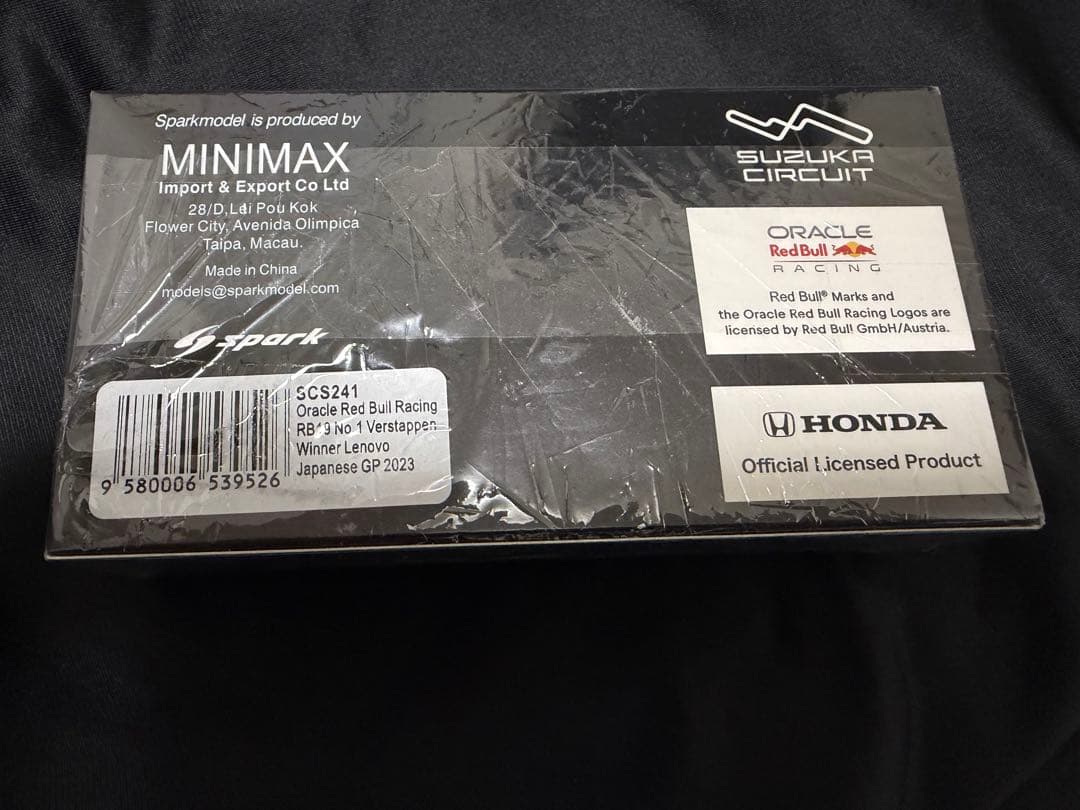 Sparkmodel is produced by
MINIMAX
Import & Export Co Ltd
28/D, Lei Pou Kok
Flower City, Avenida Olimpica
Taipa, Macau.
Made in China
models@sparkmodel.com
spark
SCS241
Oracle Red Bull Racing
RB19 No 1 Verstappen
Winner Lenovo
Japanese GP 2023
9 580006 539526
SUZUKA
CIRCUIT
ORACLE
Red Bull
RACING
Red Bull® Marks and
the Oracle Red Bull Racing Logos are
licensed by Red Bull GmbH/Austria.
HONDA
Official Licensed Product